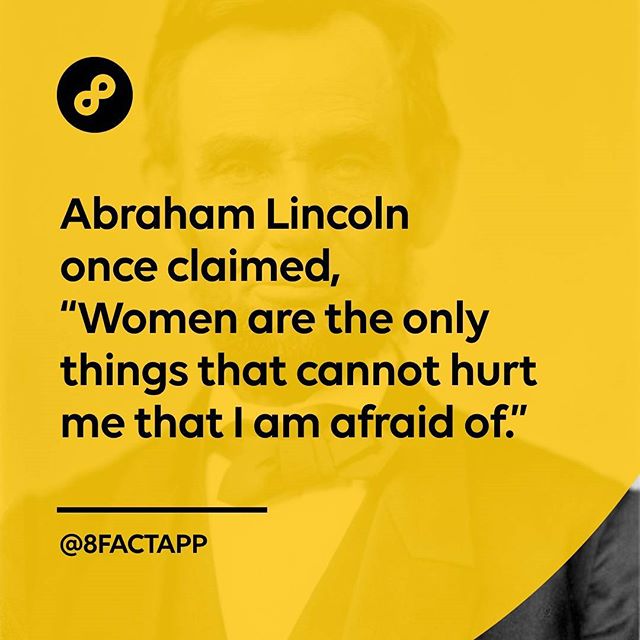 Abraham Lincoln
once claimed,
“Women are the only
things that cannot hurt
me that I am afraid of.”
@8FACTAPP